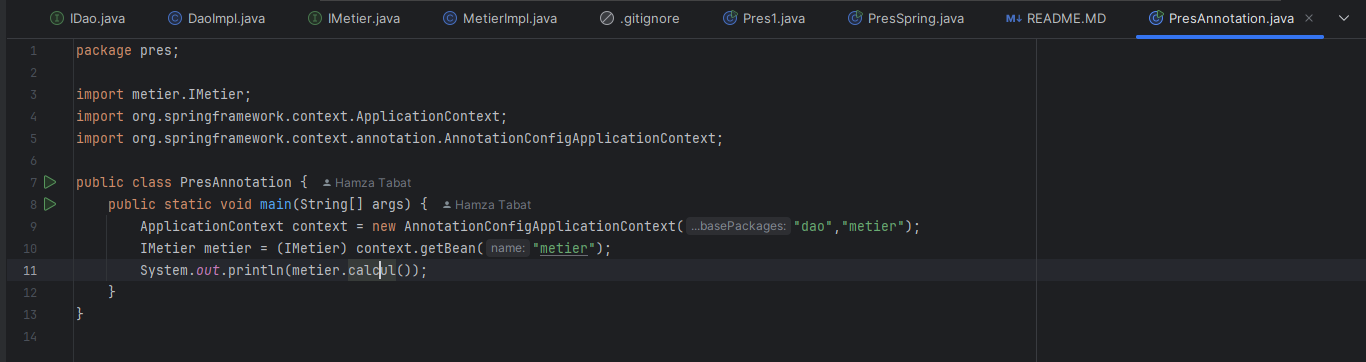 IDao.java DaoImpl.java IMetier.java MetierImpl.java .gitignore Pres1.java PresSpring.java M↓ README.MD PresAnnotation.java
1 package pres;
2
3 import metier.IMetier;
4 import org.springframework.context.ApplicationContext;
5 import org.springframework.context.annotation.AnnotationConfigApplicationContext;
6
7 public class PresAnnotation { Hamza Tabat
8 public static void main(String[] args) { Hamza Tabat
9 ApplicationContext context = new AnnotationConfigApplicationContext( ...basePackages: "dao","metier");
10 IMetier metier = (IMetier) context.getBean( name: "metier");
11 System.out.println(metier.calcul());
12 }
13 }
14